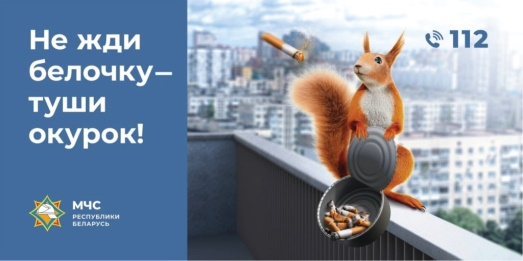 Не жди
белочку–
туши
окурок!
112
МЧС
РЕСПУБЛИКИ
БЕЛАРУСЬ